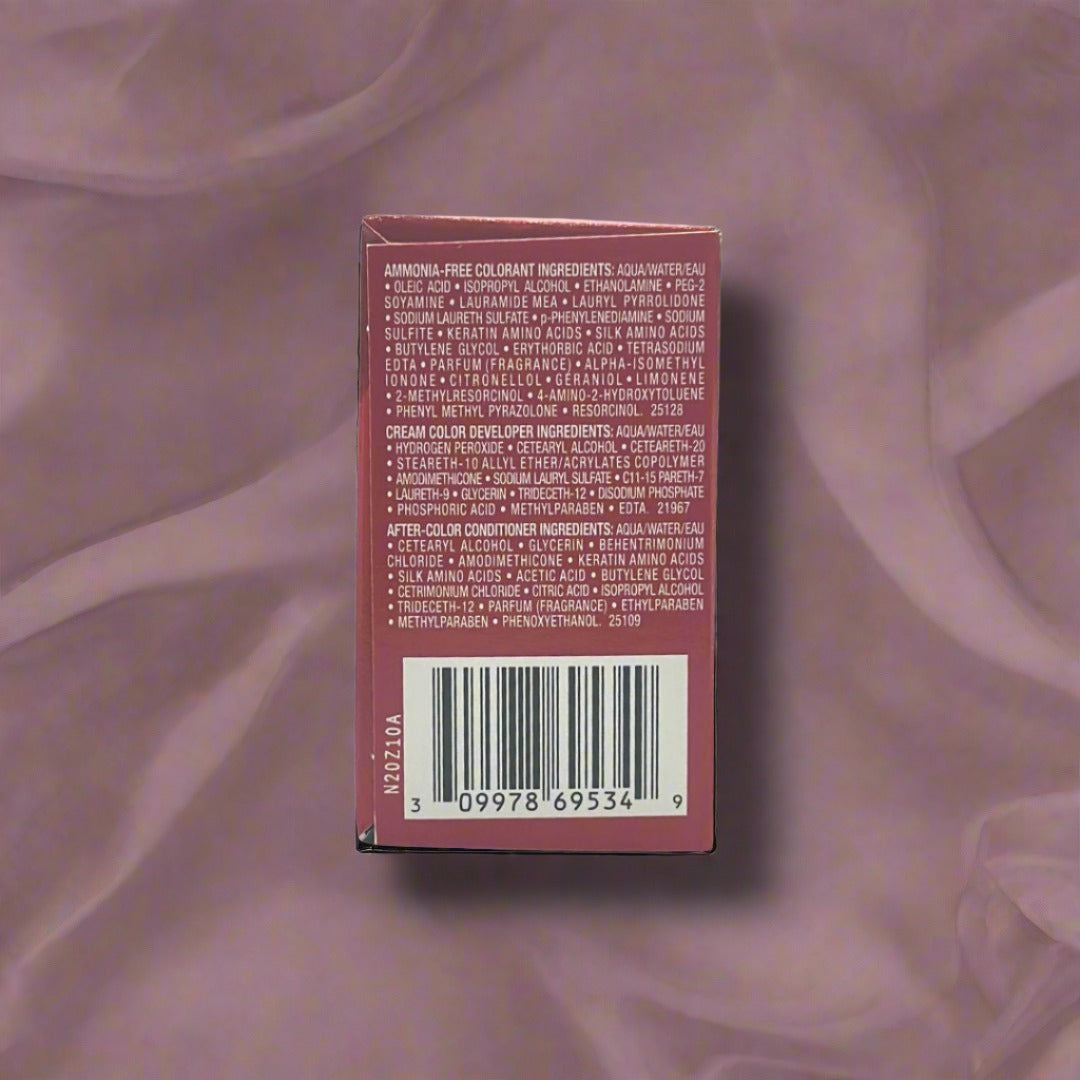 AMMONIA-FREE COLORANT INGREDIENTS: AQUA/WATER/EAU
• OLEIC ACID • ISOPROPYL ALCOHOL • ETHANOLAMINE • PEG-2
SOYAMINE • LAURAMIDE MEA • LAURYL PYRROLIDONE
• SODIUM LAURETH SULFATE • p-PHENYLENEDIAMINE • SODIUM
SULFITE • KERATIN AMINO ACIDS • SILK AMINO ACIDS
• BUTYLENE GLYCOL • ERYTHORBIC ACID • TETRASODIUM
EDTA • PARFUM (FRAGRANCE) • ALPHA-ISOMETHYL
IONONE • CITRONELLOL • GERANIOL • LIMONENE
• 2-METHYLRESORCINOL • 4-AMINO-2-HYDROXYTOLUENE
• PHENYL METHYL PYRAZOLONE • RESORCINOL. 25128
CREAM COLOR DEVELOPER INGREDIENTS: AQUA/WATER/EAU
• HYDROGEN PEROXIDE • CETEARYL ALCOHOL • CETEARETH-20
• STEARETH-10 ALLYL ETHER/ACRYLATES COPOLYMER
• AMODIMETHICONE • SODIUM LAURYL SULFATE • C11-15 PARETH-7
• LAURETH-9 • GLYCERIN • TRIDECETH-12 • DISODIUM PHOSPHATE
• PHOSPHORIC ACID • METHYLPARABEN • EDTA. 21967
AFTER-COLOR CONDITIONER INGREDIENTS: AQUA/WATER/EAU
• CETEARYL ALCOHOL • GLYCERIN • BEHENTRIMONIUM
CHLORIDE • AMODIMETHICONE • KERATIN AMINO ACIDS
• SILK AMINO ACIDS • ACETIC ACID • BUTYLENE GLYCOL
• CETRIMONIUM CHLORIDE • CITRIC ACID • ISOPROPYL ALCOHOL
• TRIDECETH-12 • PARFUM (FRAGRANCE) • ETHYLPARABEN
• METHYLPARABEN • PHENOXYETHANOL. 25109
N20Z10A
3 09978 69534 9